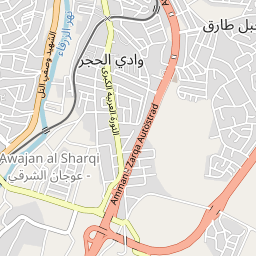 جبل طارق
وادي الحجر
الشهيد وصفي التل
نهر الزرقاء
الثورة العربية الكبرى
Amman - Zarqa Autostrad
Awajan al Sharqi
- عوجان الشرقي